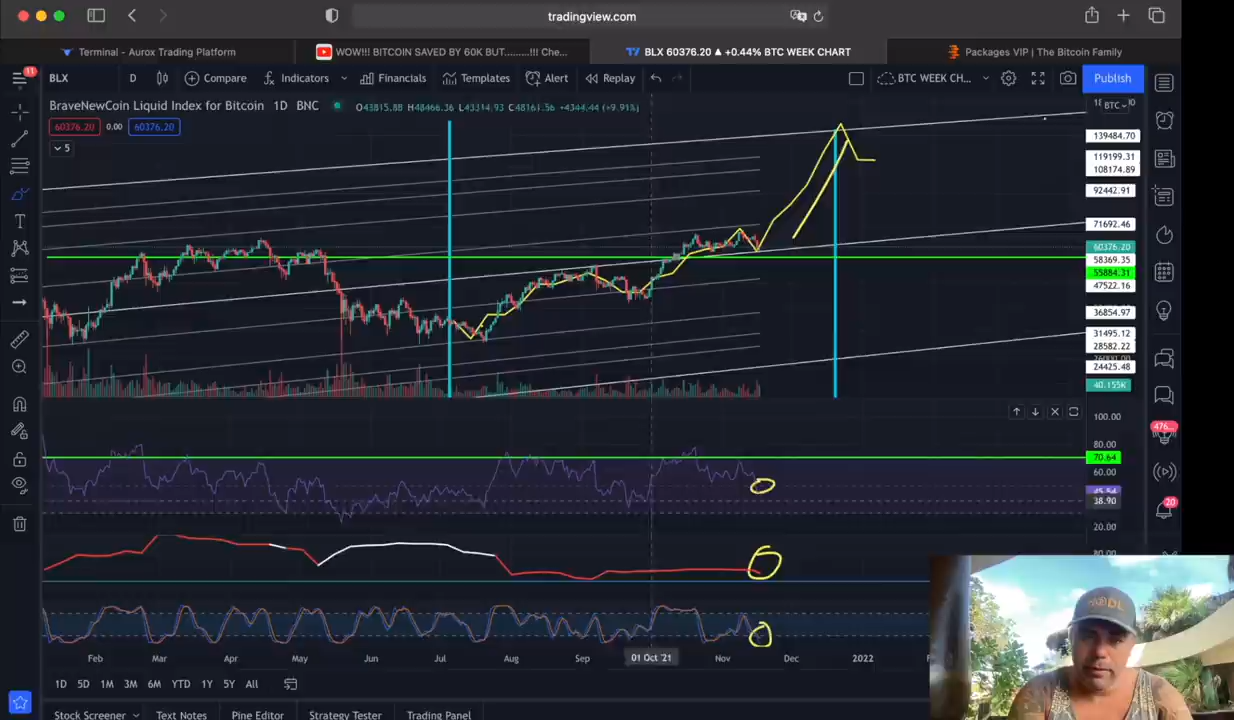 tradingview.com
Terminal - Aurox Trading Platform
WOW!!! BITCOIN SAVED BY 60K BUT.........!!! Che...
BLX 60376.20 ▲ +0.44% BTC WEEK CHART
Packages VIP | The Bitcoin Family
11
BLX
D
Compare
Indicators
Financials
Templates
Alert
Replay
BTC WEEK CH...
Publish
BraveNewCoin Liquid Index for Bitcoin 1D BNC
O43815.88 H48466.36 L43314.93 C48161.56 +4344.44 (+9.91%)
BTC
60376.20
0.00
60376.20
5
139484.70
119199.31
108174.89
92442.91
71692.46
60376.20
58369.35
55884.31
47522.16
36854.97
31495.12
28582.22
24425.48
40.155K
100.00
80.00
70.64
60.00
45.54
38.90
20.00
80.00
476...
20
Feb
Mar
Apr
May
Jun
Jul
Aug
Sep
01 Oct '21
Nov
Dec
2022
1D
5D
1M
3M
6M
YTD
1Y
5Y
All
Stock Screener
Text Notes
Pine Editor
Strategy Tester
Trading Panel